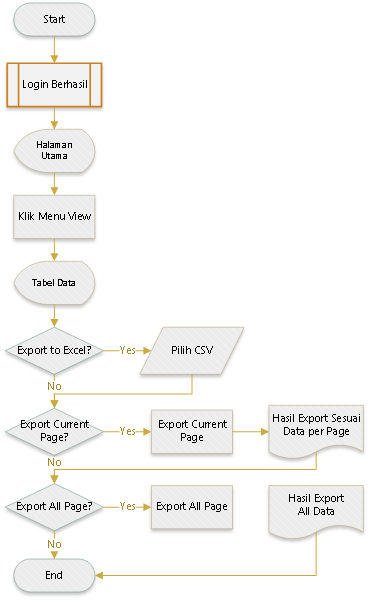 Start
Login Berhasil
Halaman
Utama
Klik Menu View
Tabel Data
Export to Excel?
Yes
Pilih CSV
No
Export Current
Page?
Yes
Export Current
Page
Hasil Export Sesuai
Data per Page
No
Export All Page?
Yes
Export All Page
Hasil Export
All Data
No
End